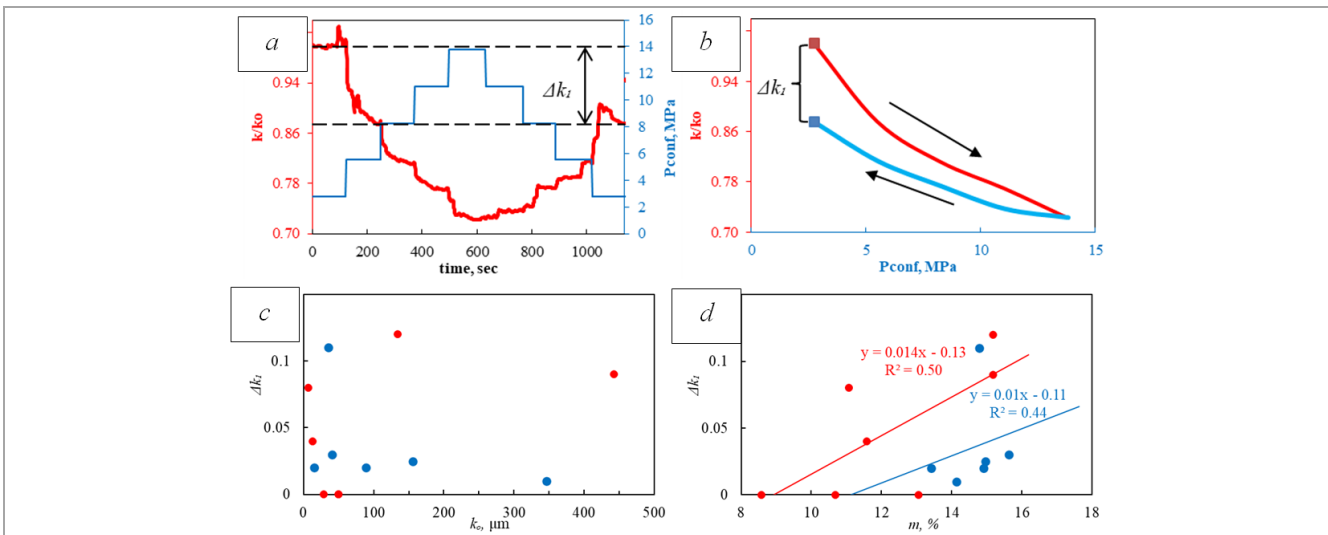 a
16
14
12
10
8
6
4
2
0
Pconf, MPa
0.94
0.86
0.78
0.70
k/ko
Δk₁
0 200 400 600 800 1000
time, sec
b
0.94
0.86
0.78
0.70
k/ko
Δk₁
0 5 10 15
Pconf, MPa
c
0.1
0.05
0
Δk₁
0 100 200 300 400 500
kₒ, μm
d
0.1
0.05
0
Δk₁
y = 0.014x - 0.13
R² = 0.50
y = 0.01x - 0.11
R² = 0.44
8 10 12 14 16 18
m, %